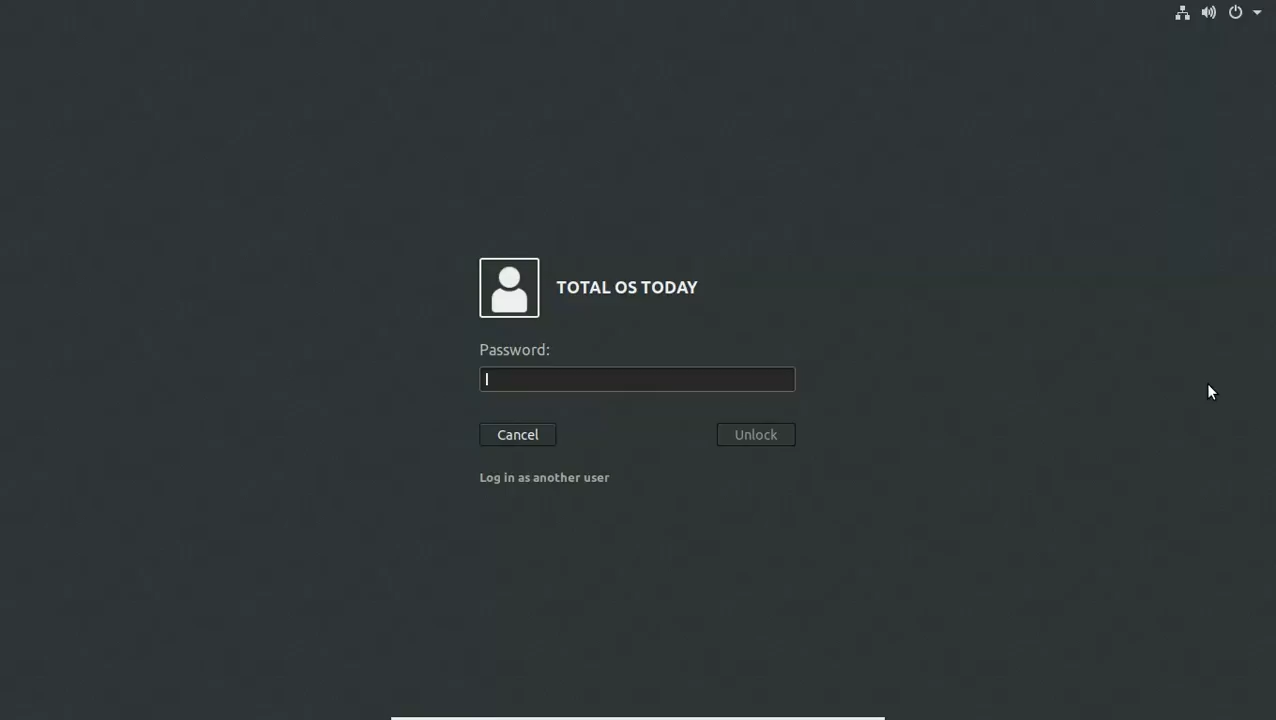 TOTAL OS TODAY
Password:
Cancel
Unlock
Log in as another user